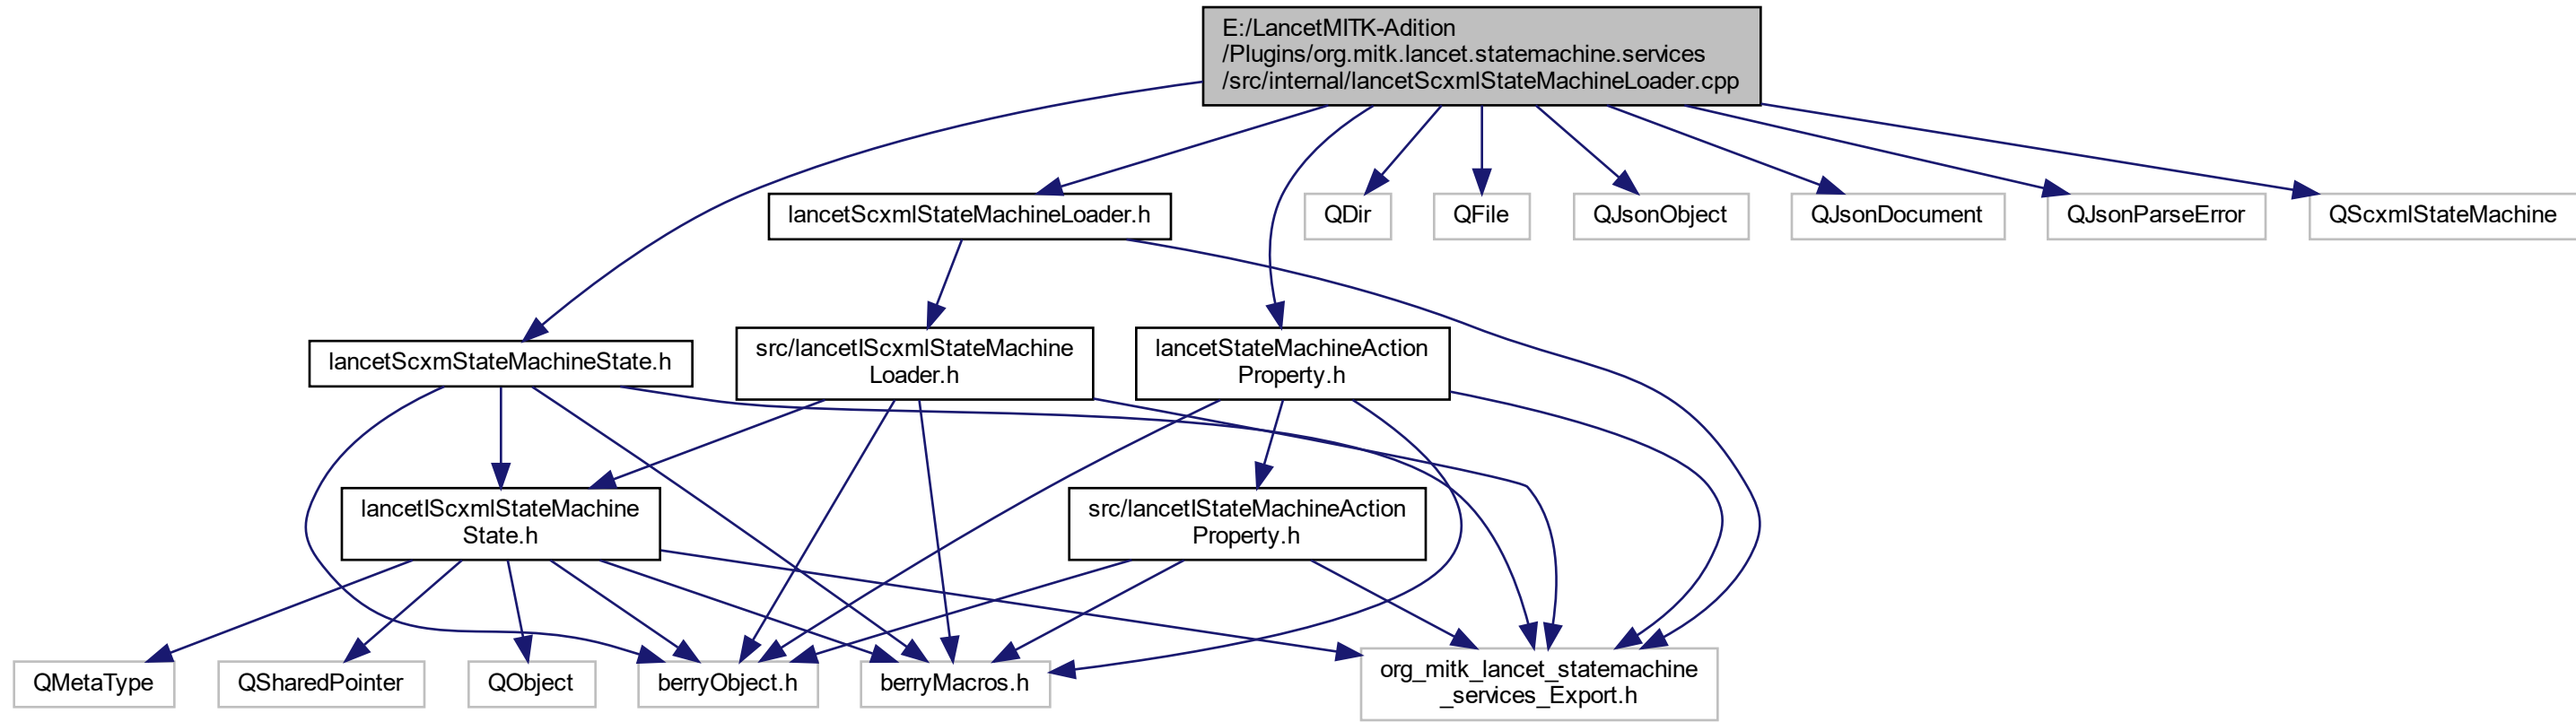 E:/LancetMITK-Adition
/Plugins/org.mitk.lancet.statemachine.services
/src/internal/lancetScxmlStateMachineLoader.cpp
lancetScxmlStateMachineLoader.h
QDir
QFile
QJsonObject
QJsonDocument
QJsonParseError
QScxmlStateMachine
lancetScxmStateMachineState.h
src/lancetIScxmlStateMachine
Loader.h
lancetStateMachineAction
Property.h
lancetIScxmlStateMachine
State.h
src/lancetIStateMachineAction
Property.h
QMetaType
QSharedPointer
QObject
berryObject.h
berryMacros.h
org_mitk_lancet_statemachine
_services_Export.h